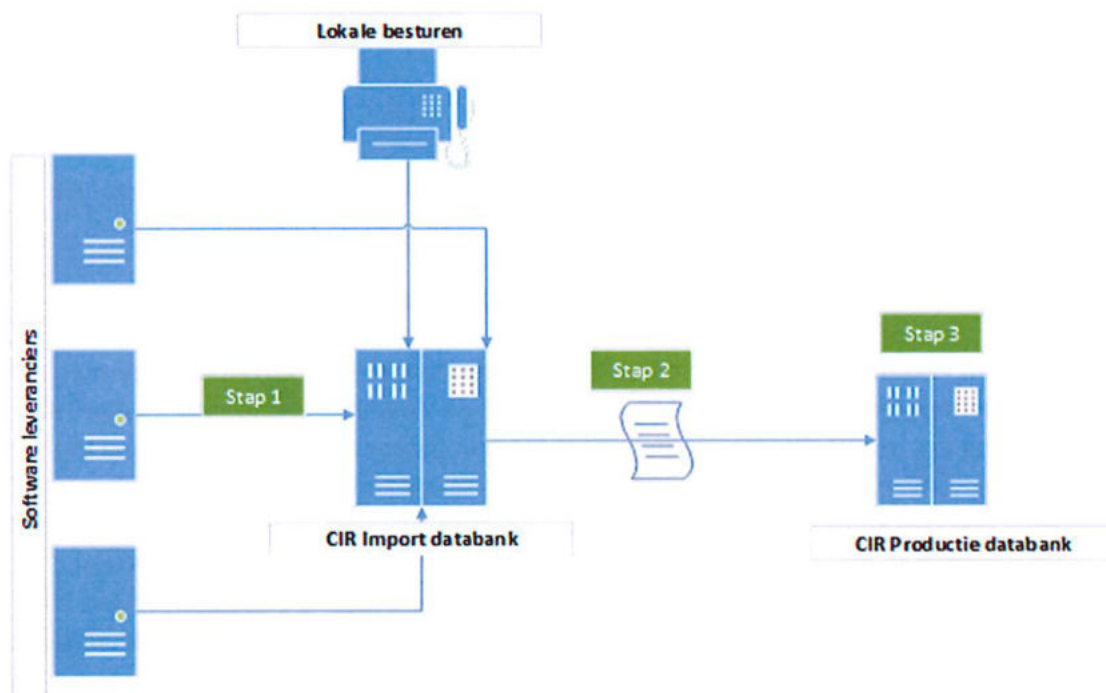 Lokale besturen
Software leveranciers
Stap 1
Stap 2
Stap 3
CIR Import databank
CIR Productie databank